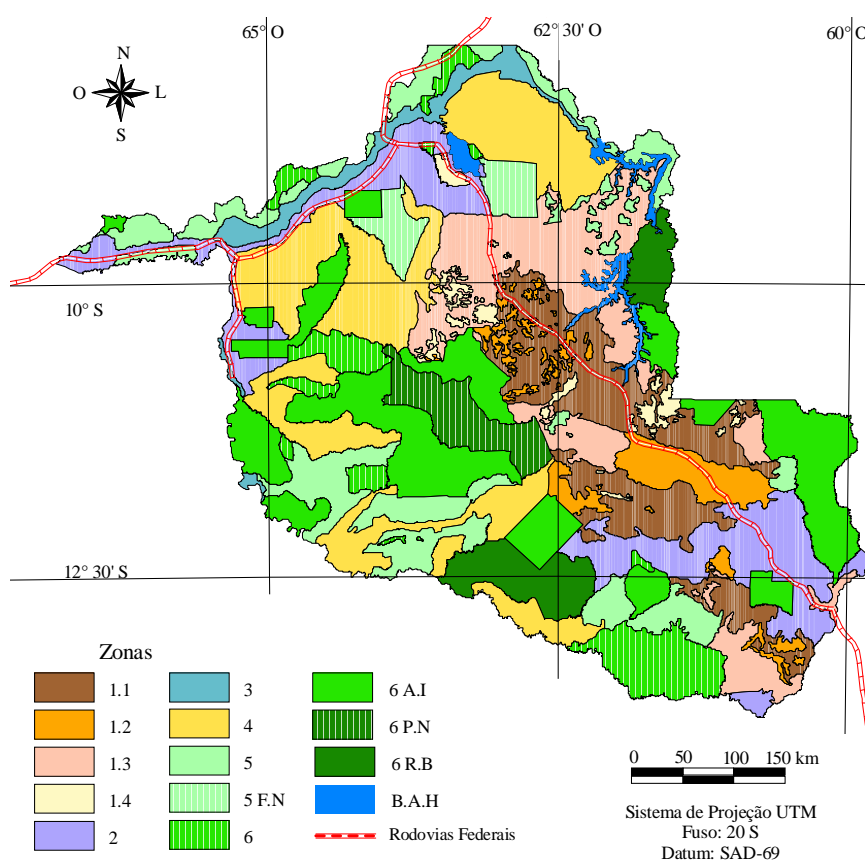 65° O
62° 30' O
60° O
N
O
L
S
10° S
12° 30' S
Zonas
1.1
3
6 A.I
1.2
4
6 P.N
1.3
5
6 R.B
1.4
5 F.N
B.A.H
2
6
Rodovias Federais
0 50 100 150 km
Sistema de Projeção UTM
Fuso: 20 S
Datum: SAD-69